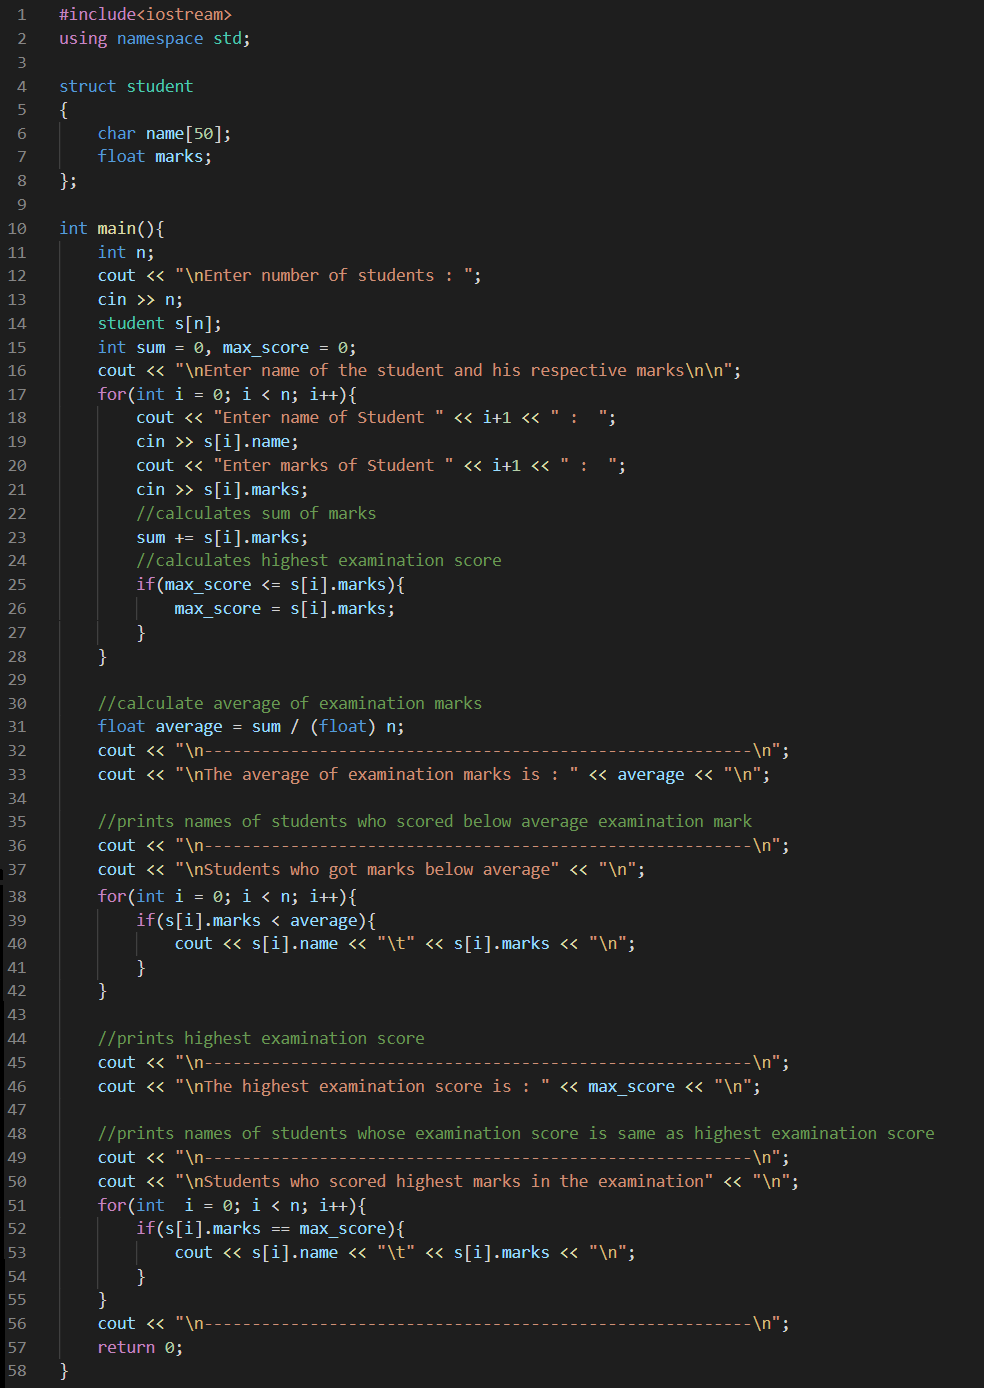 1 #include<iostream>
2 using namespace std;
3
4 struct student
5 {
6     char name[50];
7     float marks;
8 };
9
10 int main(){
11     int n;
12     cout << "\nEnter number of students : ";
13     cin >> n;
14     student s[n];
15     int sum = 0, max_score = 0;
16     cout << "\nEnter name of the student and his respective marks\n\n";
17     for(int i = 0; i < n; i++){
18         cout << "Enter name of Student " << i+1 << " :  ";
19         cin >> s[i].name;
20         cout << "Enter marks of Student " << i+1 << " :  ";
21         cin >> s[i].marks;
22         //calculates sum of marks
23         sum += s[i].marks;
24         //calculates highest examination score
25         if(max_score <= s[i].marks){
26             max_score = s[i].marks;
27         }
28     }
29
30     //calculate average of examination marks
31     float average = sum / (float) n;
32     cout << "\n---------------------------------------------------------\n";
33     cout << "\nThe average of examination marks is : " << average << "\n";
34
35     //prints names of students who scored below average examination mark
36     cout << "\n---------------------------------------------------------\n";
37     cout << "\nStudents who got marks below average" << "\n";
38     for(int i = 0; i < n; i++){
39         if(s[i].marks < average){
40             cout << s[i].name << "\t" << s[i].marks << "\n";
41         }
42     }
43
44     //prints highest examination score
45     cout << "\n---------------------------------------------------------\n";
46     cout << "\nThe highest examination score is : " << max_score << "\n";
47
48     //prints names of students whose examination score is same as highest examination score
49     cout << "\n---------------------------------------------------------\n";
50     cout << "\nStudents who scored highest marks in the examination" << "\n";
51     for(int  i = 0; i < n; i++){
52         if(s[i].marks == max_score){
53             cout << s[i].name << "\t" << s[i].marks << "\n";
54         }
55     }
56     cout << "\n---------------------------------------------------------\n";
57     return 0;
58 }